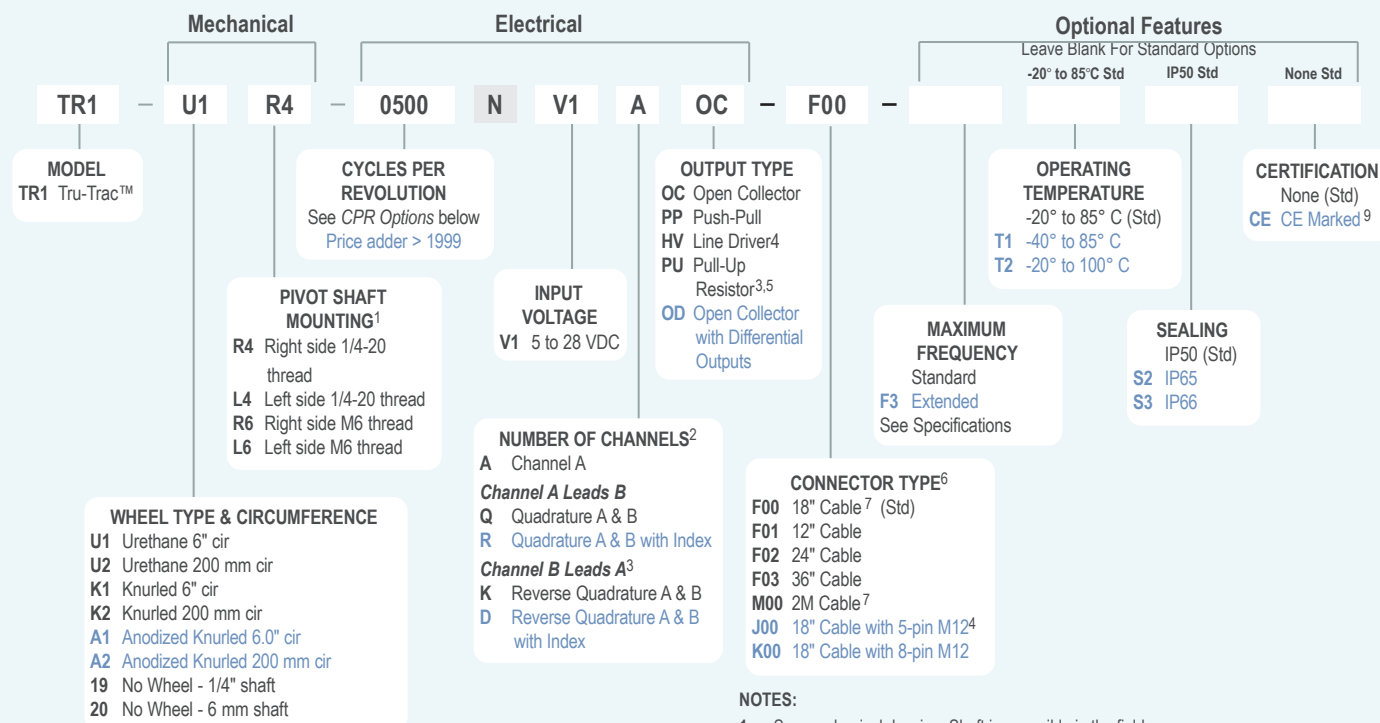 Mechanical
Electrical
Optional Features
Leave Blank For Standard Options
-20° to 85°C Std
IP50 Std
None Std
TR1 – U1 R4 – 0500 N V1 A OC – F00 –
MODEL
TR1 Tru-Trac™
CYCLES PER
REVOLUTION
See CPR Options below
Price adder > 1999
OUTPUT TYPE
OC Open Collector
PP Push-Pull
HV Line Driver4
PU Pull-Up
Resistor3,5
OD Open Collector
with Differential
Outputs
OPERATING
TEMPERATURE
-20° to 85° C (Std)
T1 -40° to 85° C
T2 -20° to 100° C
CERTIFICATION
None (Std)
CE CE Marked 9
PIVOT SHAFT
MOUNTING1
R4 Right side 1/4-20
thread
L4 Left side 1/4-20 thread
R6 Right side M6 thread
L6 Left side M6 thread
INPUT
VOLTAGE
V1 5 to 28 VDC
MAXIMUM
FREQUENCY
Standard
F3 Extended
See Specifications
SEALING
IP50 (Std)
S2 IP65
S3 IP66
NUMBER OF CHANNELS2
A Channel A
Channel A Leads B
Q Quadrature A & B
R Quadrature A & B with Index
Channel B Leads A3
K Reverse Quadrature A & B
D Reverse Quadrature A & B
with Index
CONNECTOR TYPE6
F00 18" Cable 7 (Std)
F01 12" Cable
F02 24" Cable
F03 36" Cable
M00 2M Cable7
J00 18" Cable with 5-pin M124
K00 18" Cable with 8-pin M12
WHEEL TYPE & CIRCUMFERENCE
U1 Urethane 6" cir
U2 Urethane 200 mm cir
K1 Knurled 6" cir
K2 Knurled 200 mm cir
A1 Anodized Knurled 6.0" cir
A2 Anodized Knurled 200 mm cir
19 No Wheel - 1/4" shaft
20 No Wheel - 6 mm shaft
NOTES: